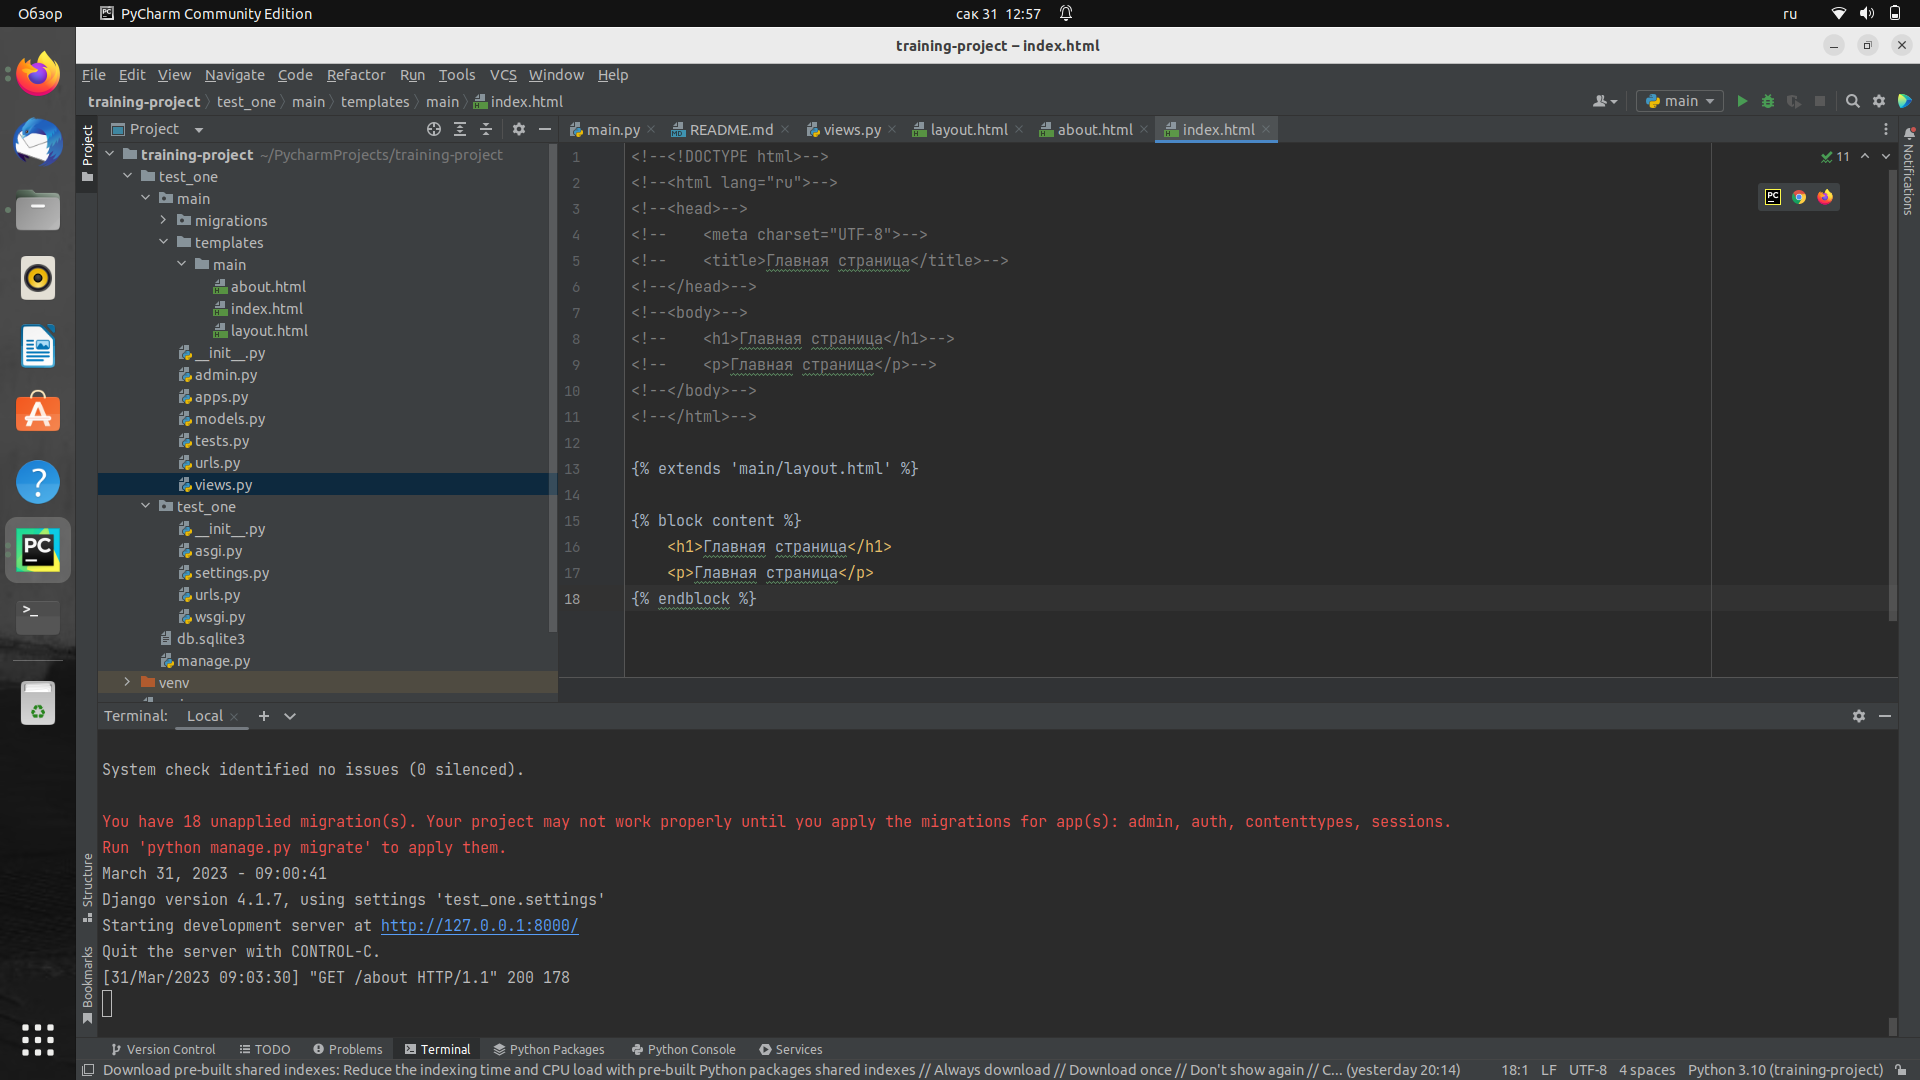 Обзор
PyCharm Community Edition
сак 31 12:57
ru
training-project – index.html
File Edit View Navigate Code Refactor Run Tools VCS Window Help
training-project test_one main templates main index.html
main
Project
main.py README.md views.py layout.html about.html index.html
Project
Notifications
training-project ~/PycharmProjects/training-project
test_one
main
migrations
templates
main
about.html
index.html
layout.html
__init__.py
admin.py
apps.py
models.py
tests.py
urls.py
views.py
test_one
__init__.py
asgi.py
settings.py
urls.py
wsgi.py
db.sqlite3
manage.py
venv
11
1 <!--<!DOCTYPE html>-->
2 <!--<html lang="ru">-->
3 <!--<head>-->
4 <!--    <meta charset="UTF-8">-->
5 <!--    <title>Главная страница</title>-->
6 <!--</head>-->
7 <!--<body>-->
8 <!--    <h1>Главная страница</h1>-->
9 <!--    <p>Главная страница</p>-->
10 <!--</body>-->
11 <!--</html>-->
12
13 {% extends 'main/layout.html' %}
14
15 {% block content %}
16     <h1>Главная страница</h1>
17     <p>Главная страница</p>
18 {% endblock %}
Terminal: Local
System check identified no issues (0 silenced).
You have 18 unapplied migration(s). Your project may not work properly until you apply the migrations for app(s): admin, auth, contenttypes, sessions.
Run 'python manage.py migrate' to apply them.
March 31, 2023 - 09:00:41
Django version 4.1.7, using settings 'test_one.settings'
Starting development server at http://127.0.0.1:8000/
Quit the server with CONTROL-C.
[31/Mar/2023 09:03:30] "GET /about HTTP/1.1" 200 178
Structure
Bookmarks
Version Control TODO Problems Terminal Python Packages Python Console Services
Download pre-built shared indexes: Reduce the indexing time and CPU load with pre-built Python packages shared indexes // Always download // Download once // Don't show again // C... (yesterday 20:14)
18:1 LF UTF-8 4 spaces Python 3.10 (training-project)